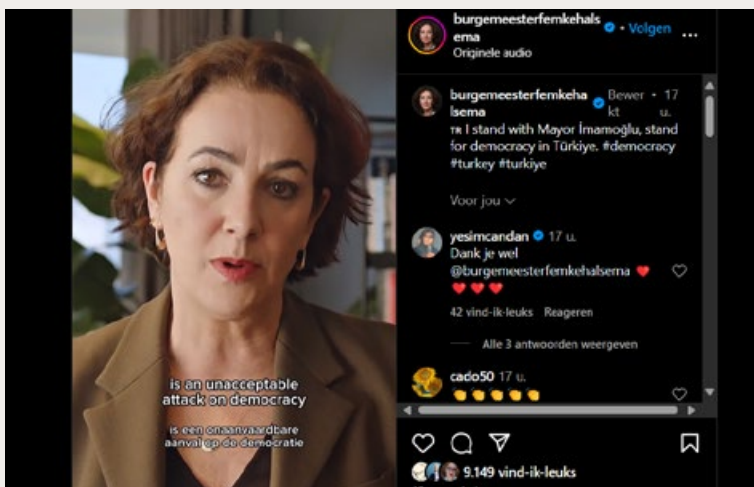 burgemeesterfemkehals
ema • Volgen ...
Originele audio
burgemeesterfemkeha Bewer • 17
lsema kt u.
TR I stand with Mayor İmamoğlu, stand
for democracy in Türkiye. #democracy
#turkey #turkiye
Voor jou
yesimcandan 17 u.
Dank je wel
@burgemeesterfemkehalsema ❤️
❤️❤️❤️
42 vind-ik-leuks Reageren
Alle 3 antwoorden weergeven
cado50 17 u.
👏👏👏👏👏
9.149 vind-ik-leuks
is an unacceptable
attack on democracy
is een onaanvaardbare
aanval op de democratie